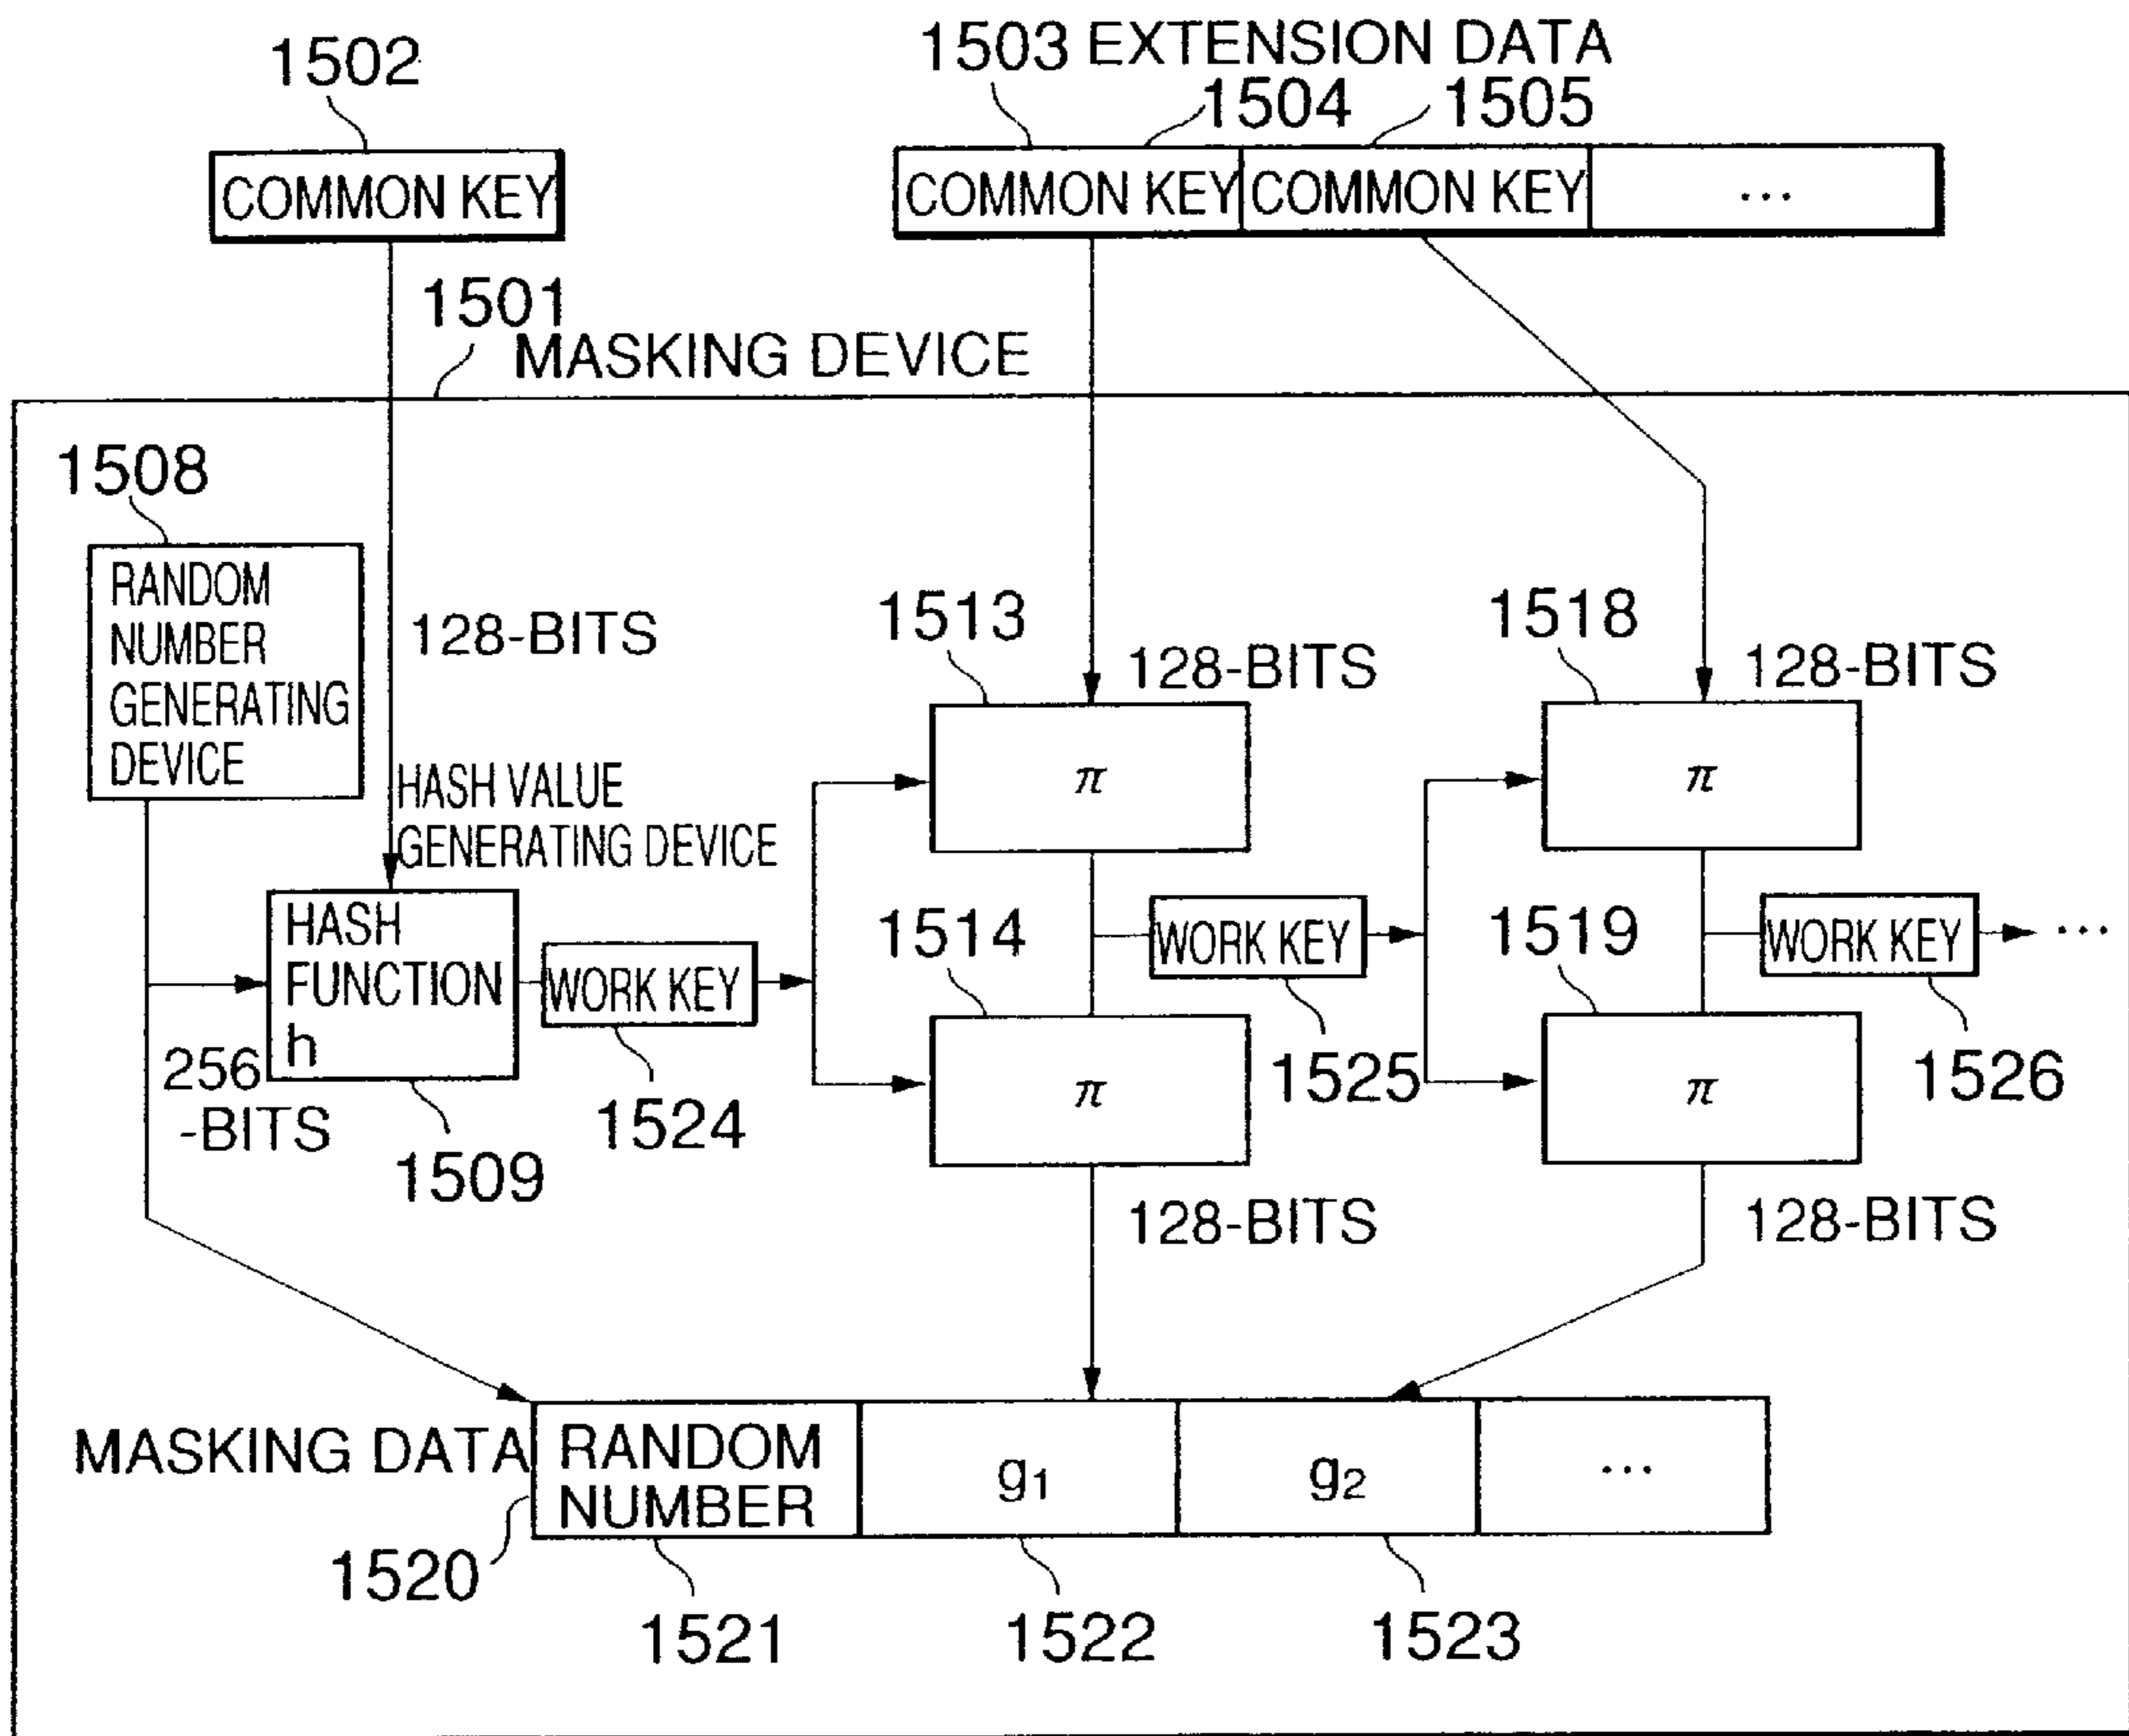 1502
1503 EXTENSION DATA
1504
1505
COMMON KEY
COMMON KEY
COMMON KEY
...
1501
MASKING DEVICE
1508
RANDOM
NUMBER
GENERATING
DEVICE
128-BITS
1513
128-BITS
1518
128-BITS
HASH VALUE
GENERATING DEVICE
π
π
HASH
FUNCTION
h
WORK KEY
1514
WORK KEY
1519
WORK KEY
...
256
-BITS
1509
1524
π
1525
π
1526
128-BITS
128-BITS
MASKING DATA
RANDOM
NUMBER
g1
g2
...
1520
1521
1522
1523